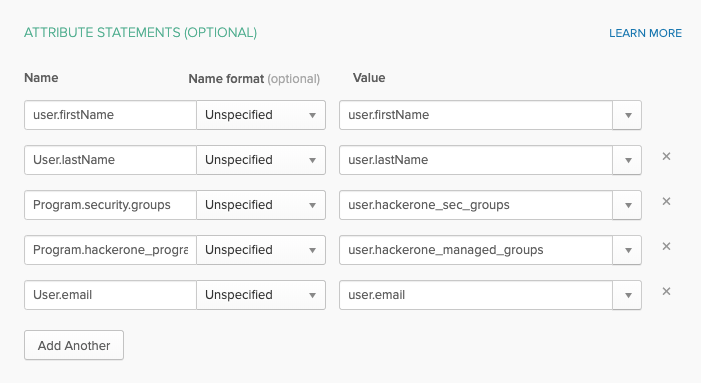 ATTRIBUTE STATEMENTS (OPTIONAL) LEARN MORE
Name Name format (optional) Value
user.firstName Unspecified user.firstName
User.lastName Unspecified user.lastName
Program.security.groups Unspecified user.hackerone_sec_groups
Program.hackerone_progra Unspecified user.hackerone_managed_groups
User.email Unspecified user.email
Add Another